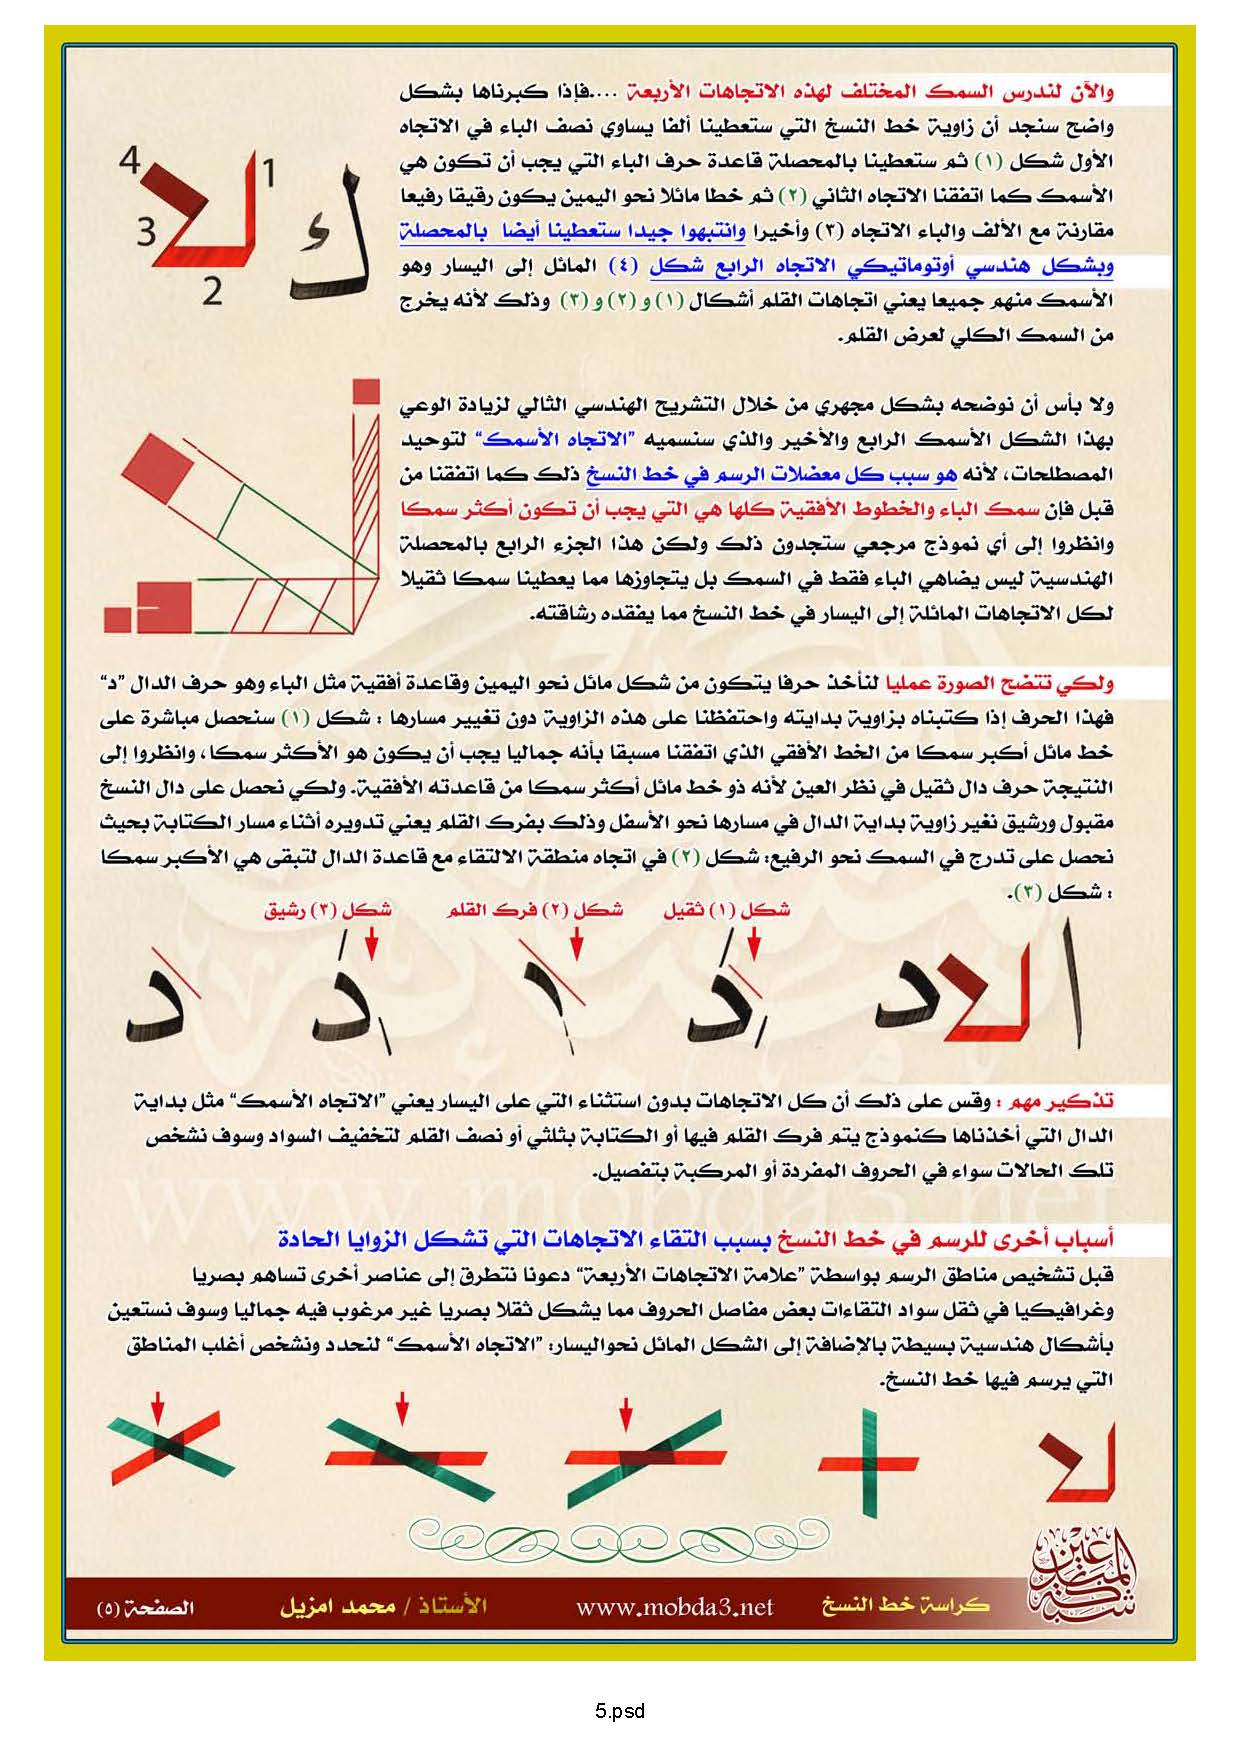 والآن لندرس السمك المختلف لهذه الاتجاهات الأربعة ....فإذا كبرناها بشكل
واضح سنجد أن زاوية خط النسخ التي ستعطينا ألفا يساوي نصف الباء في الاتجاه
الأول شكل (١) ثم ستعطينا بالمحصلة قاعدة حرف الباء التي يجب أن تكون هي
الأسمك كما اتفقنا الاتجاه الثاني (٢) ثم خطا مائلا نحو اليمين يكون رقيقا رفيعا
مقارنة مع الألف والباء الاتجاه (٣) وأخيرا وانتبهوا جيدا ستعطينا أيضا بالمحصلة
وبشكل هندسي أوتوماتيكي الاتجاه الرابع شكل (٤) المائل إلى اليسار وهو
الأسمك منهم جميعا يعني اتجاهات القلم أشكال (١) و (٢) و (٣) وذلك لأنه يخرج
من السمك الكلي لعرض القلم.
4
1
3
2
ك
ولا بأس أن نوضحه بشكل مجهري من خلال التشريح الهندسي الثالي لزيادة الوعي
بهذا الشكل الأسمك الرابع والأخير والذي سنسميه "الاتجاه الأسمك" لتوحيد
المصطلحات، لأنه هو سبب كل معضلات الرسم في خط النسخ ذلك كما اتفقنا من
قبل فإن سمك الباء والخطوط الأفقية كلها هي التي يجب أن تكون أكثر سمكا
وانظروا إلى أي نموذج مرجعي ستجدون ذلك ولكن هذا الجزء الرابع بالمحصلة
الهندسية ليس يضاهي الباء فقط في السمك بل يتجاوزها مما يعطينا سمكا ثقيلا
لكل الاتجاهات المائلة إلى اليسار في خط النسخ مما يفقده رشاقته.
ولكي تتضح الصورة عمليا لنأخذ حرفا يتكون من شكل مائل نحو اليمين وقاعدة أفقية مثل الباء وهو حرف الدال "د"
فهذا الحرف إذا كتبناه بزاوية بدايته واحتفظنا على هذه الزاوية دون تغيير مسارها : شكل (١) سنحصل مباشرة على
خط مائل أكبر سمكا من الخط الأفقي الذي اتفقنا مسبقا بأنه جماليا يجب أن يكون هو الأكثر سمكا، وانظروا إلى
النتيجة حرف دال ثقيل في نظر العين لأنه ذو خط مائل أكثر سمكا من قاعدته الأفقية. ولكي نحصل على دال النسخ
مقبول ورشيق نغير زاوية بداية الدال في مسارها نحو الأسفل وذلك بفرك القلم يعني تدويره أثناء مسار الكتابة بحيث
نحصل على تدرج في السمك نحو الرفيع: شكل (٢) في اتجاه منطقة الالتقاء مع قاعدة الدال لتبقى هي الأكبر سمكا
: شكل (٣).
شكل (١) ثقيل
شكل (٢) فرك القلم
شكل (٣) رشيق
ا
د
د
د
د
تذكير مهم : وقس على ذلك أن كل الاتجاهات بدون استثناء التي على اليسار يعني "الاتجاه الأسمك" مثل بداية
الدال التي أخذناها كنموذج يتم فرك القلم فيها أو الكتابة بثلثي أو نصف القلم لتخفيف السواد وسوف نشخص
تلك الحالات سواء في الحروف المفردة أو المركبة بتفصيل.
www.mobda3.net
أسباب أخرى للرسم في خط النسخ بسبب التقاء الاتجاهات التي تشكل الزوايا الحادة
قبل تشخيص مناطق الرسم بواسطة "علامة الاتجاهات الأربعة" دعونا نتطرق إلى عناصر أخرى تساهم بصريا
وغرافيكيا في ثقل سواد التقاءات بعض مفاصل الحروف مما يشكل ثقلا بصريا غير مرغوب فيه جماليا وسوف نستعين
بأشكال هندسية بسيطة بالإضافة إلى الشكل المائل نحواليسار: "الاتجاه الأسمك" لنحدد ونشخص أغلب المناطق
التي يرسم فيها خط النسخ.
شبكة المبدعين
كراسة خط النسخ
www.mobda3.net
الأستاذ / محمد امزيل
الصفحة (٥)
5.psd